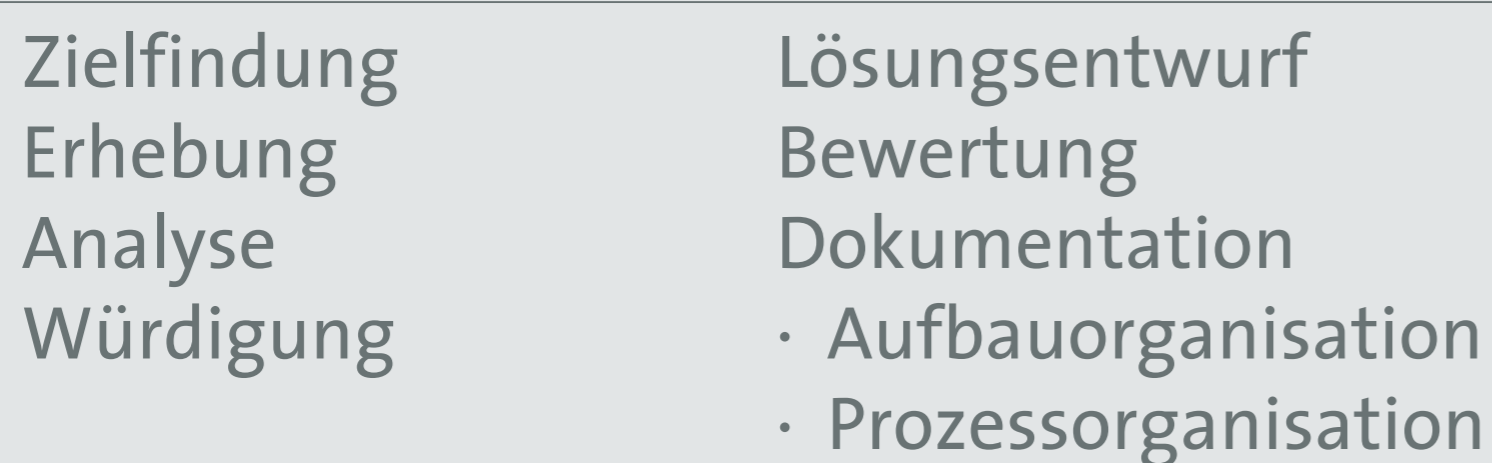 Zielfindung
Erhebung
Analyse
Würdigung
Lösungsentwurf
Bewertung
Dokumentation
· Aufbauorganisation
· Prozessorganisation